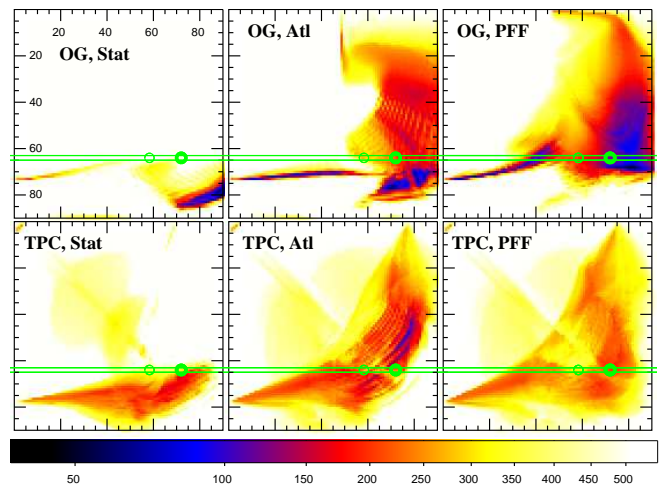 20 40 60 80
OG, Stat
OG, Atl
OG, PFF
20
40
60
80
TPC, Stat
TPC, Atl
TPC, PFF
50 100 150 200 250 300 350 400 450 500